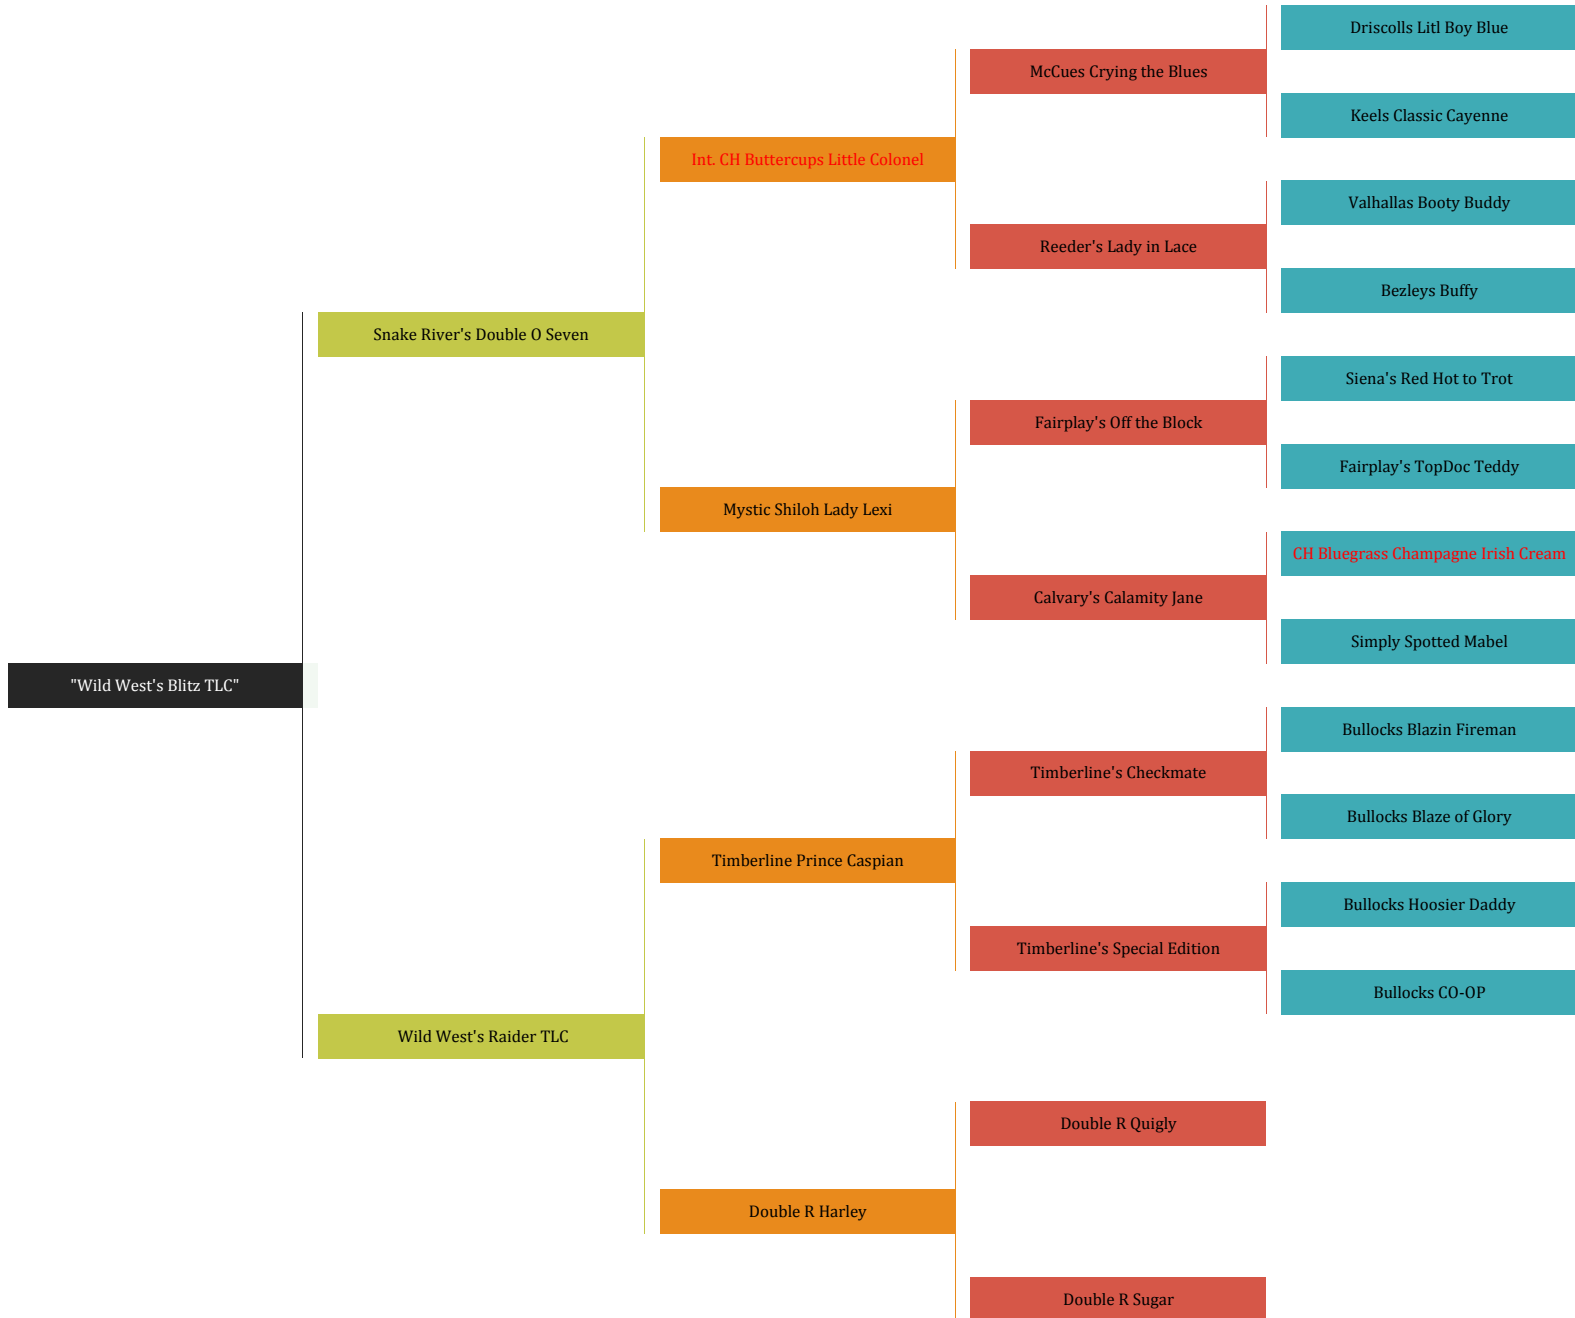 Driscolls Litl Boy Blue
McCues Crying the Blues
Keels Classic Cayenne
Int. CH Buttercups Little Colonel
Valhallas Booty Buddy
Reeder's Lady in Lace
Bezleys Buffy
Snake River's Double O Seven
Siena's Red Hot to Trot
Fairplay's Off the Block
Fairplay's TopDoc Teddy
Mystic Shiloh Lady Lexi
CH Bluegrass Champagne Irish Cream
Calvary's Calamity Jane
Simply Spotted Mabel
"Wild West's Blitz TLC"
Bullocks Blazin Fireman
Timberline's Checkmate
Bullocks Blaze of Glory
Timberline Prince Caspian
Bullocks Hoosier Daddy
Timberline's Special Edition
Bullocks CO-OP
Wild West's Raider TLC
Double R Quigly
Double R Harley
Double R Sugar